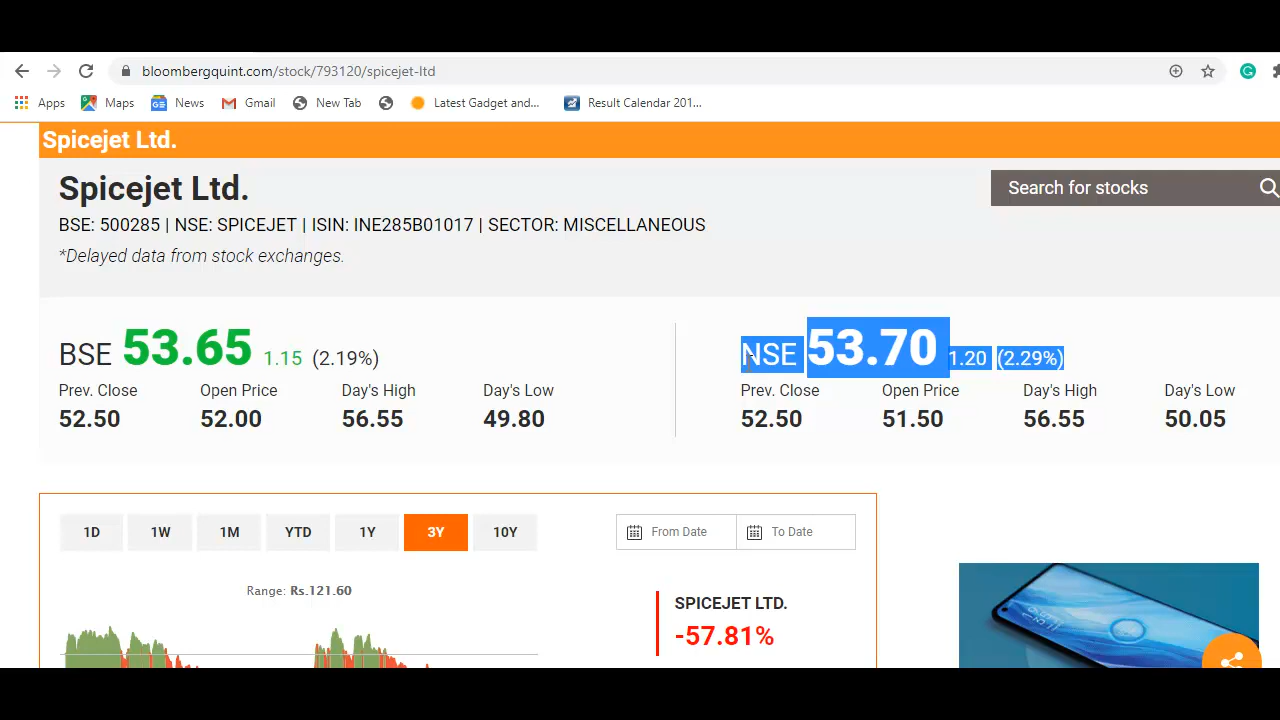 bloombergquint.com/stock/793120/spicejet-ltd
Apps Maps News Gmail New Tab Latest Gadget and... Result Calendar 201...
Spicejet Ltd.
Spicejet Ltd.
Search for stocks
BSE: 500285 | NSE: SPICEJET | ISIN: INE285B01017 | SECTOR: MISCELLANEOUS
*Delayed data from stock exchanges.
BSE 53.65 1.15 (2.19%)
Prev. Close Open Price Day's High Day's Low
52.50 52.00 56.55 49.80
NSE 53.70 1.20 (2.29%)
Prev. Close Open Price Day's High Day's Low
52.50 51.50 56.55 50.05
1D 1W 1M YTD 1Y 3Y 10Y
From Date To Date
Range: Rs.121.60
SPICEJET LTD.
-57.81%